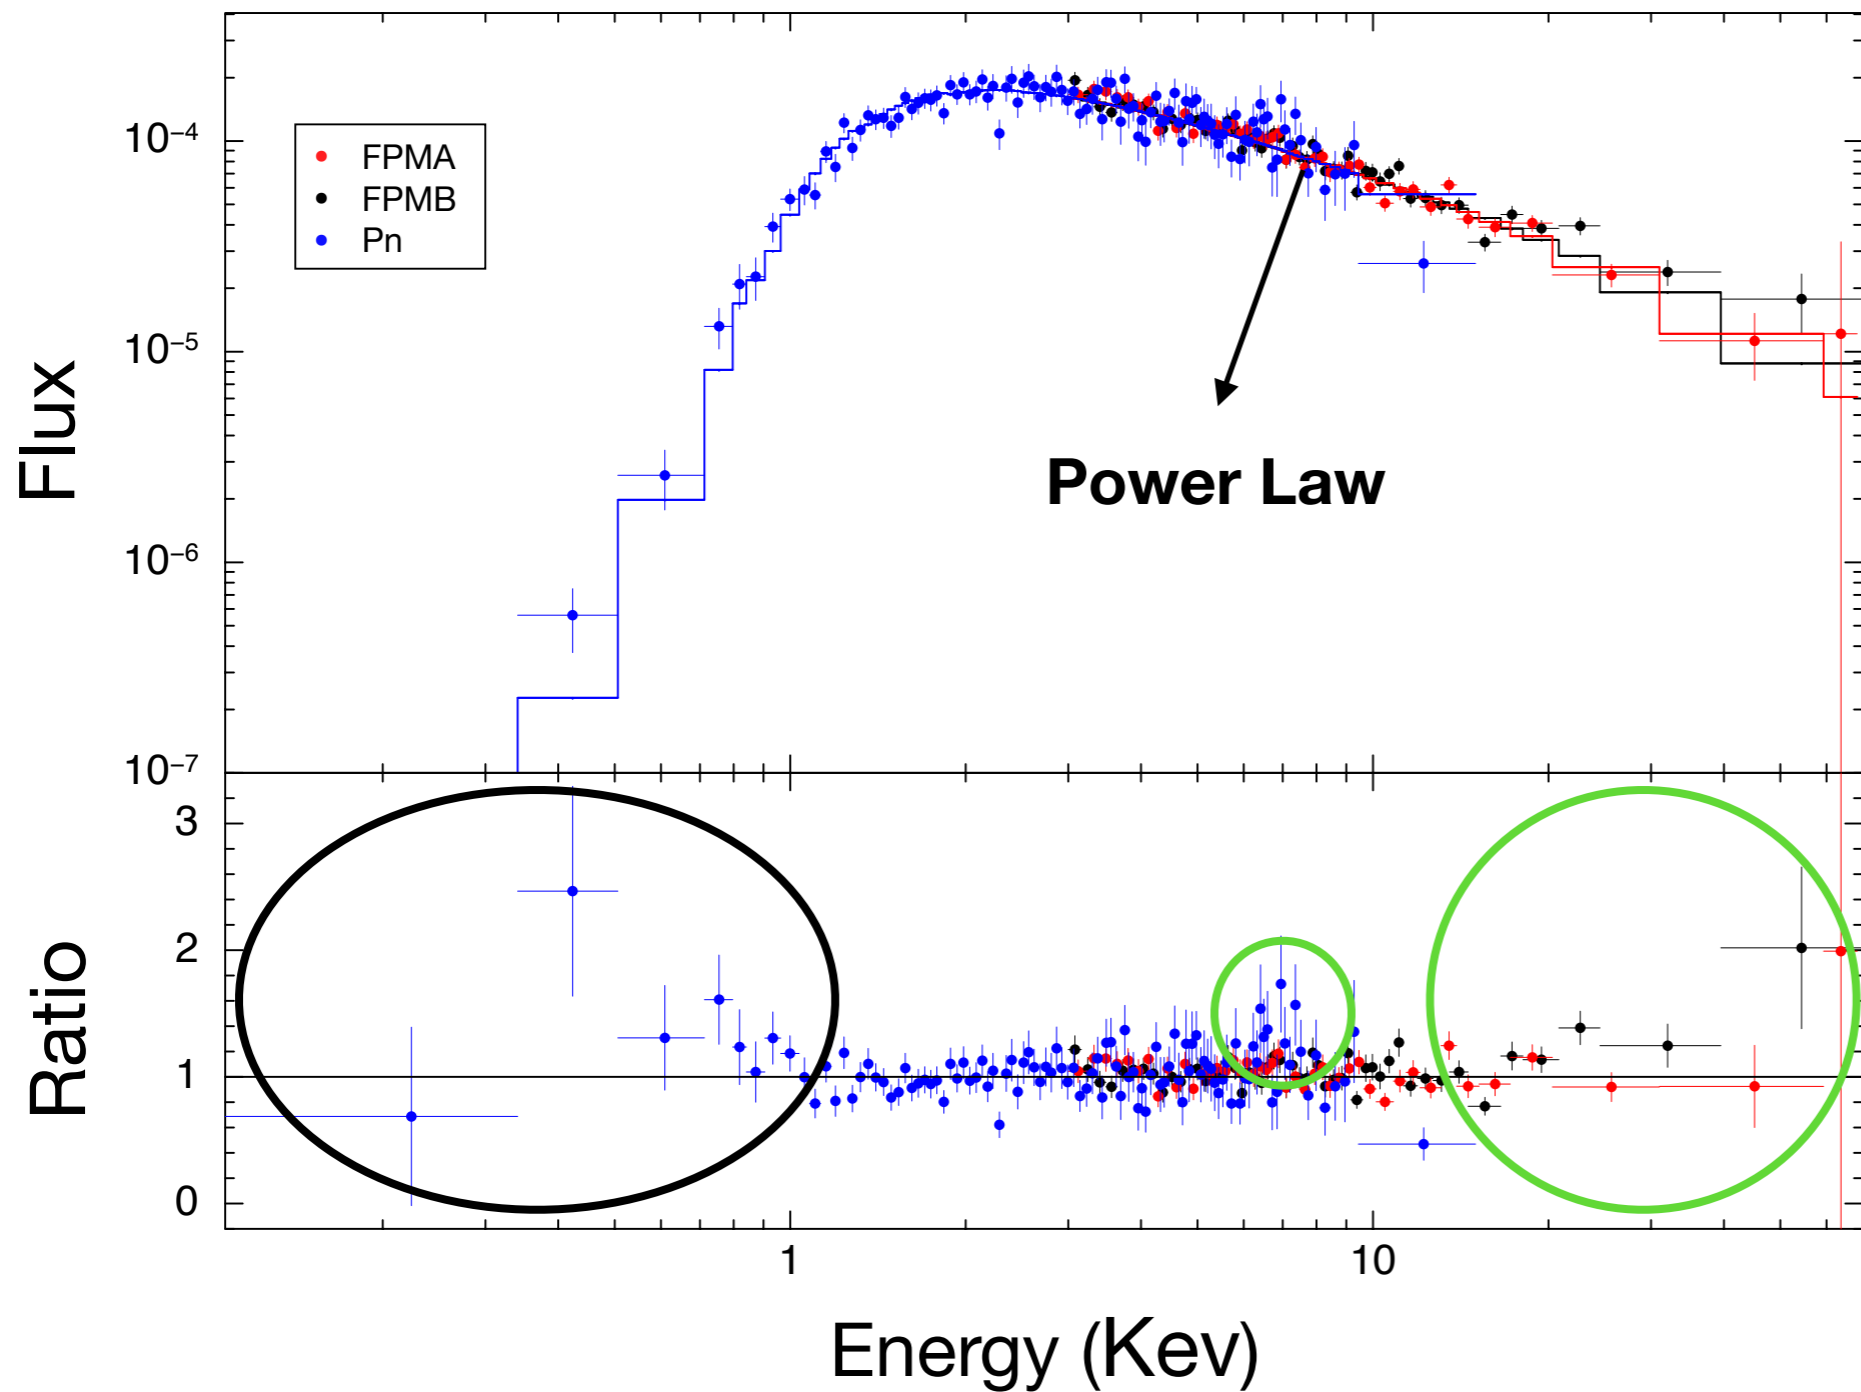 10⁻⁴
FPMA
FPMB
Pn
10⁻⁵
Power Law
10⁻⁶
10⁻⁷
Flux
3
2
1
0
Ratio
1
10
Energy (Kev)